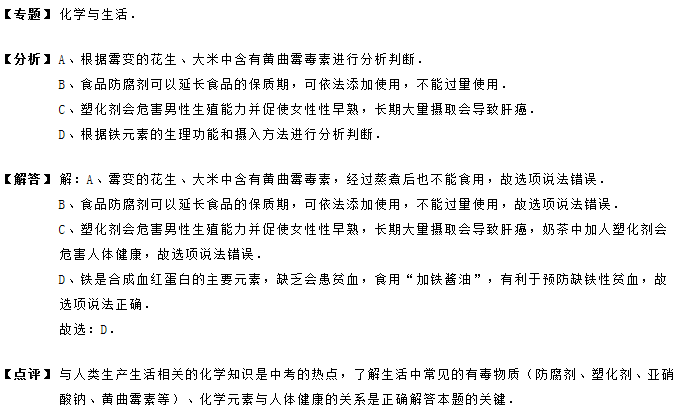 【专题】化学与生活．
【分析】A、根据霉变的花生、大米中含有黄曲霉毒素进行分析判断．
B、食品防腐剂可以延长食品的保质期，可依法添加使用，不能过量使用．
C、塑化剂会危害男性生殖能力并促使女性性早熟，长期大量摄取会导致肝癌．
D、根据铁元素的生理功能和摄入方法进行分析判断．
【解答】解：A、霉变的花生、大米中含有黄曲霉毒素，经过蒸煮后也不能食用，故选项说法错误．
B、食品防腐剂可以延长食品的保质期，可依法添加使用，不能过量使用，故选项说法错误．
C、塑化剂会危害男性生殖能力并促使女性性早熟，长期大量摄取会导致肝癌，奶茶中加人塑化剂会
危害人体健康，故选项说法错误．
D、铁是合成血红蛋白的主要元素，缺乏会患贫血，食用“加铁酱油”，有利于预防缺铁性贫血，故
选项说法正确．
故选：D．
【点评】与人类生产生活相关的化学知识是中考的热点，了解生活中常见的有毒物质（防腐剂、塑化剂、亚硝
酸钠、黄曲霉素等）、化学元素与人体健康的关系是正确解答本题的关键．